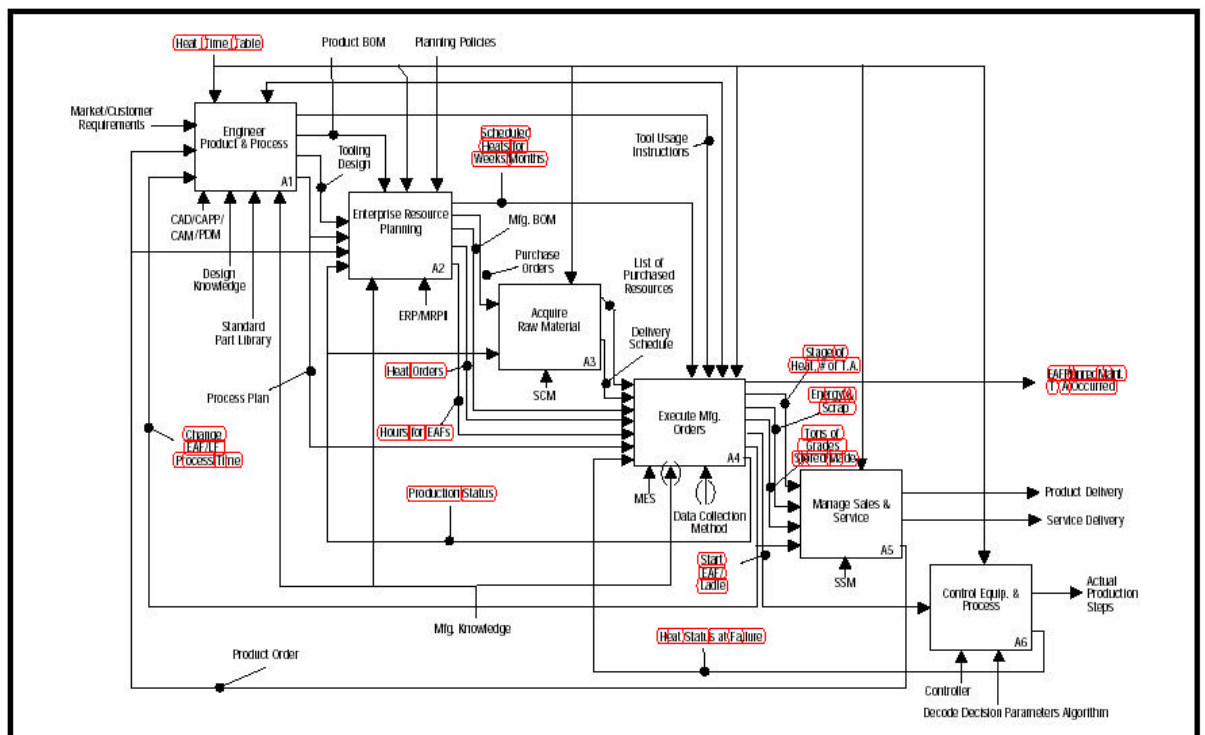 Heat Time Table
Product BOM
Planning Policies
Market/Customer
Requirements
Engineer
Product & Process
A1
Tooling
Design
Scheduled
Heats for
Weeks/Months
Tool Usage
Instructions
CAD/CAPP/
CAM/PDM
Enterprise Resource
Planning
A2
Mfg. BOM
Design
Knowledge
Purchase
Orders
List of
Purchased
Resources
Standard
Part Library
ERP/MRPII
Acquire
Raw Material
A3
Delivery
Schedule
Stage of
Heat, # of T.A.
Heat Orders
Process Plan
SCM
Energy &
Scrap
Execute Mfg.
Orders
A4
Hours for EAFs
Change
EAF/LF
Process Time
Tons of
Grades
Made
Production Status
MES
Data Collection
Method
Manage Sales &
Service
A5
Product Delivery
Service Delivery
Start
EAF/
Ladle
SSM
Control Equip. &
Process
A6
Actual
Production
Steps
Mfg. Knowledge
Heat Status at Failure
Product Order
Controller
Decode Decision Parameters Algorithm